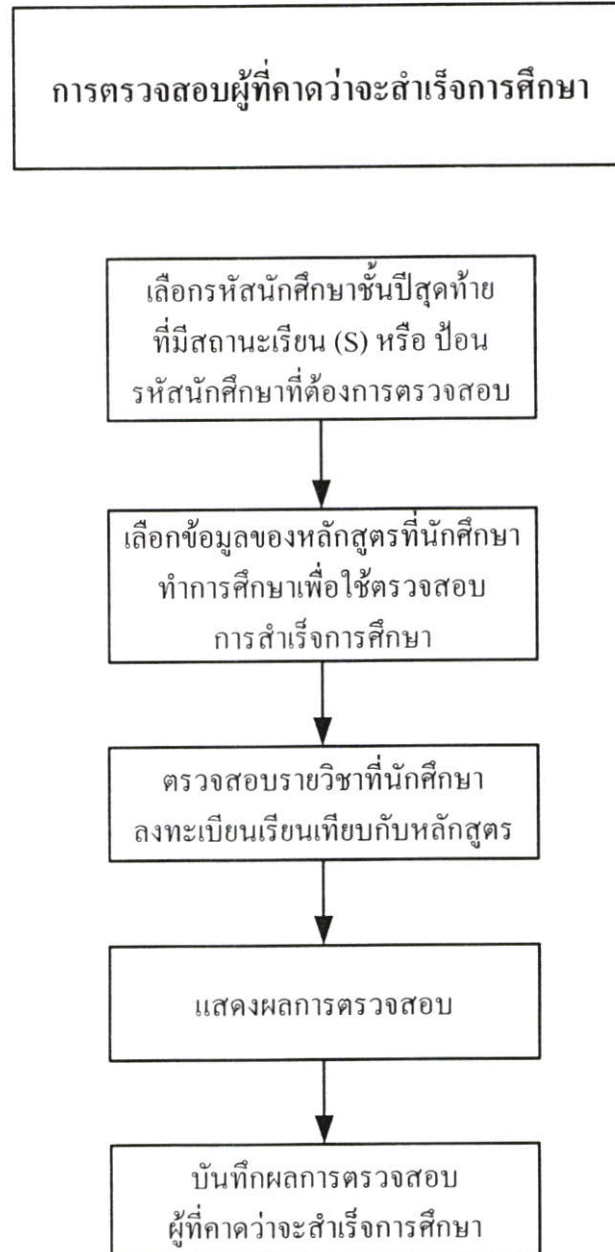 การตรวจสอบผู้ที่คาดว่าจะสำเร็จการศึกษา
เลือกรหัสนักศึกษาชั้นปีสุดท้าย
ที่มีสถานะเรียน (S) หรือ ป้อน
รหัสนักศึกษาที่ต้องการตรวจสอบ
เลือกข้อมูลของหลักสูตรที่นักศึกษา
ทำการศึกษาเพื่อใช้ตรวจสอบ
การสำเร็จการศึกษา
ตรวจสอบรายวิชาที่นักศึกษา
ลงทะเบียนเรียนเทียบกับหลักสูตร
แสดงผลการตรวจสอบ
บันทึกผลการตรวจสอบ
ผู้ที่คาดว่าจะสำเร็จการศึกษา